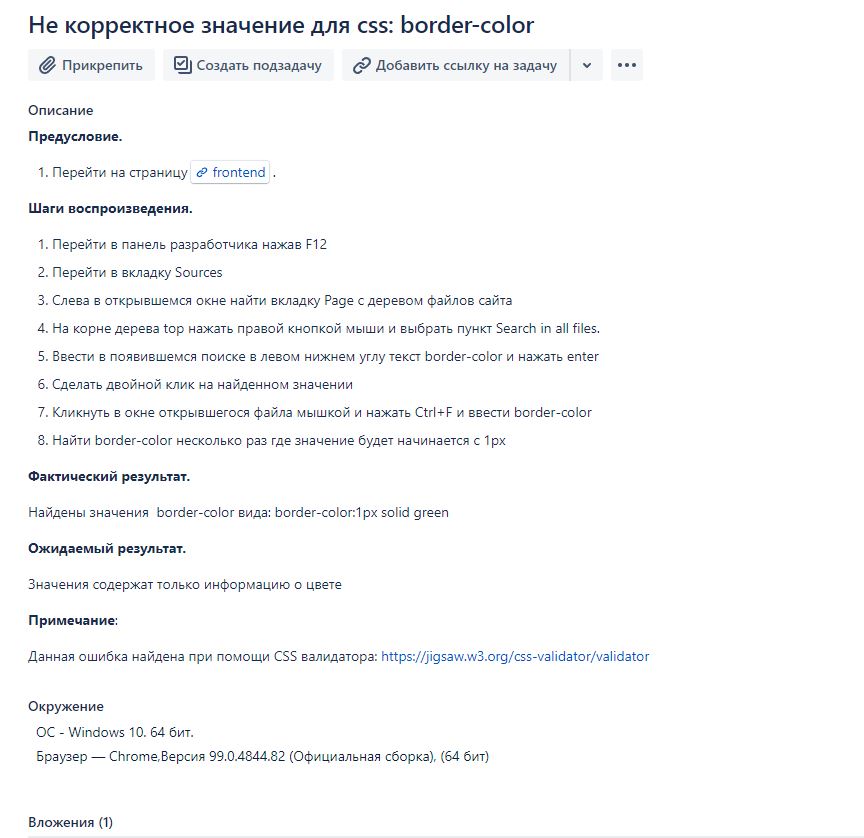 Не корректное значение для css: border-color
Прикрепить Создать подзадачу Добавить ссылку на задачу
Описание
Предусловие.
1. Перейти на страницу frontend .
Шаги воспроизведения.
1. Перейти в панель разработчика нажав F12
2. Перейти в вкладку Sources
3. Слева в открывшемся окне найти вкладку Page с деревом файлов сайта
4. На корне дерева top нажать правой кнопкой мыши и выбрать пункт Search in all files.
5. Ввести в появившемся поиске в левом нижнем углу текст border-color и нажать enter
6. Сделать двойной клик на найденном значении
7. Кликнуть в окне открывшегося файла мышкой и нажать Ctrl+F и ввести border-color
8. Найти border-color несколько раз где значение будет начинается с 1px
Фактический результат.
Найдены значения border-color вида: border-color:1px solid green
Ожидаемый результат.
Значения содержат только информацию о цвете
Примечание:
Данная ошибка найдена при помощи CSS валидатора: https://jigsaw.w3.org/css-validator/validator
Окружение
ОС - Windows 10. 64 бит.
Браузер — Chrome,Версия 99.0.4844.82 (Официальная сборка), (64 бит)
Вложения (1)